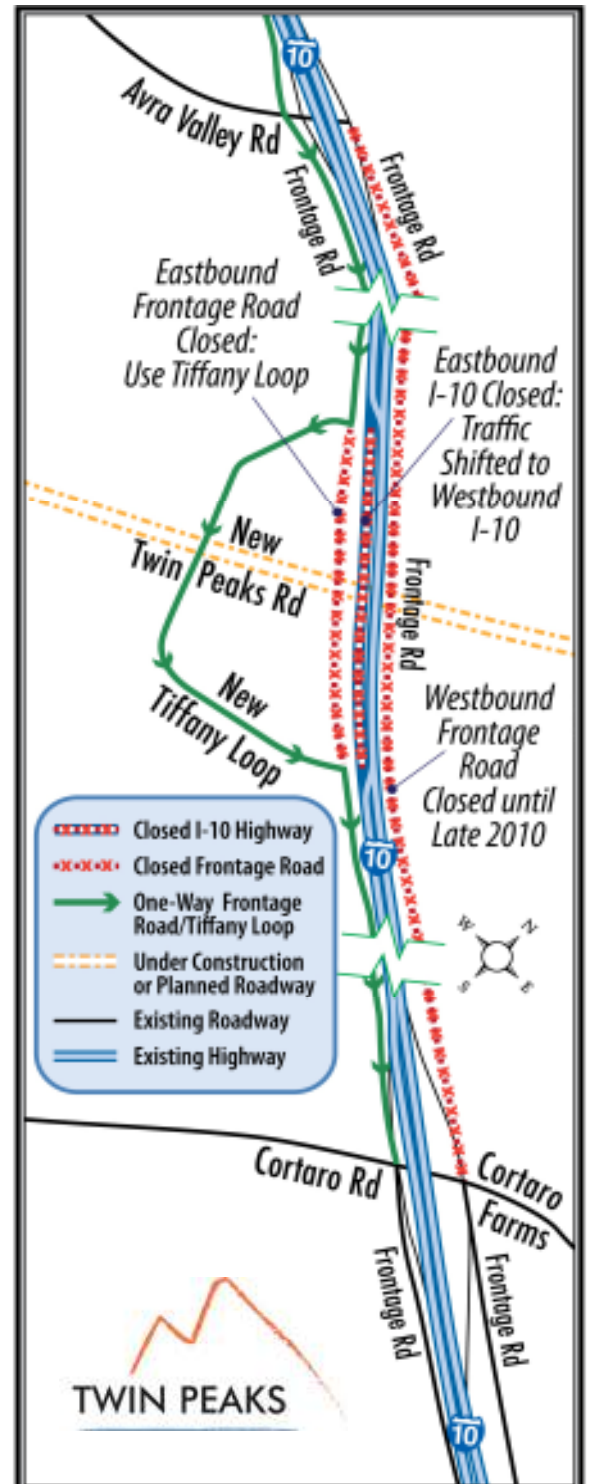 10
Avra Valley Rd
Frontage Rd
Frontage Rd
Eastbound
Frontage Road
Closed:
Use Tiffany Loop
Eastbound
I-10 Closed:
Traffic
Shifted to
Westbound
I-10
New
Twin Peaks Rd
Frontage Rd
New
Tiffany Loop
Westbound
Frontage
Road
Closed until
Late 2010
10
Closed I-10 Highway
Closed Frontage Road
One-Way Frontage
Road/Tiffany Loop
Under Construction
or Planned Roadway
Existing Roadway
Existing Highway
W
N
S
E
Cortaro Rd
Cortaro
Farms
Frontage Rd
Frontage Rd
TWIN PEAKS
10